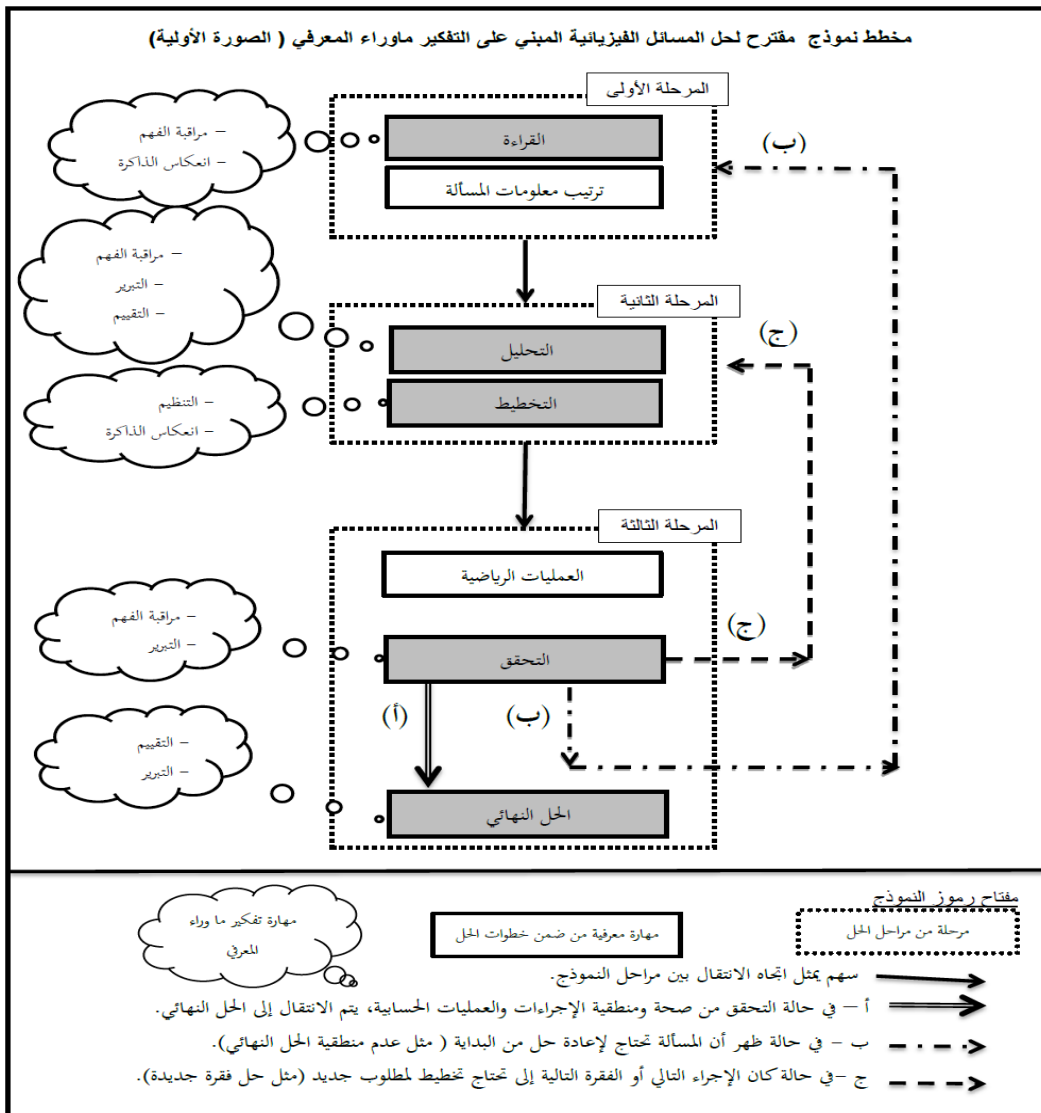 مخطط نموذج مقترح لحل المسائل الفيزيائية المبني على التفكير ماوراء المعرفي ( الصورة الأولية)
المرحلة الأولى
القراءة
ترتيب معلومات المسألة
– مراقبة الفهم
– انعكاس الذاكرة
(ب)
المرحلة الثانية
التحليل
التخطيط
– مراقبة الفهم
– التبرير
– التقييم
– التنظيم
– انعكاس الذاكرة
(ج)
المرحلة الثالثة
العمليات الرياضية
التحقق
– مراقبة الفهم
– التبرير
(ج)
(أ)
(ب)
الحل النهائي
– التقييم
– التبرير
مفتاح رموز النموذج
مرحلة من مراحل الحل
مهارة معرفية من ضمن خطوات الحل
مهارة تفكير ما وراء
المعرفي
سهم يمثل اتجاه الانتقال بين مراحل النموذج.
أ – في حالة التحقق من صحة ومنطقية الإجراءات والعمليات الحسابية، يتم الانتقال إلى الحل النهائي.
ب – في حالة ظهر أن المسألة تحتاج لإعادة حل من البداية ( مثل عدم منطقية الحل النهائي).
ج –في حالة كان الإجراء التالي أو الفقرة التالية إلى تحتاج تخطيط لمطلوب جديد (مثل حل فقرة جديدة).